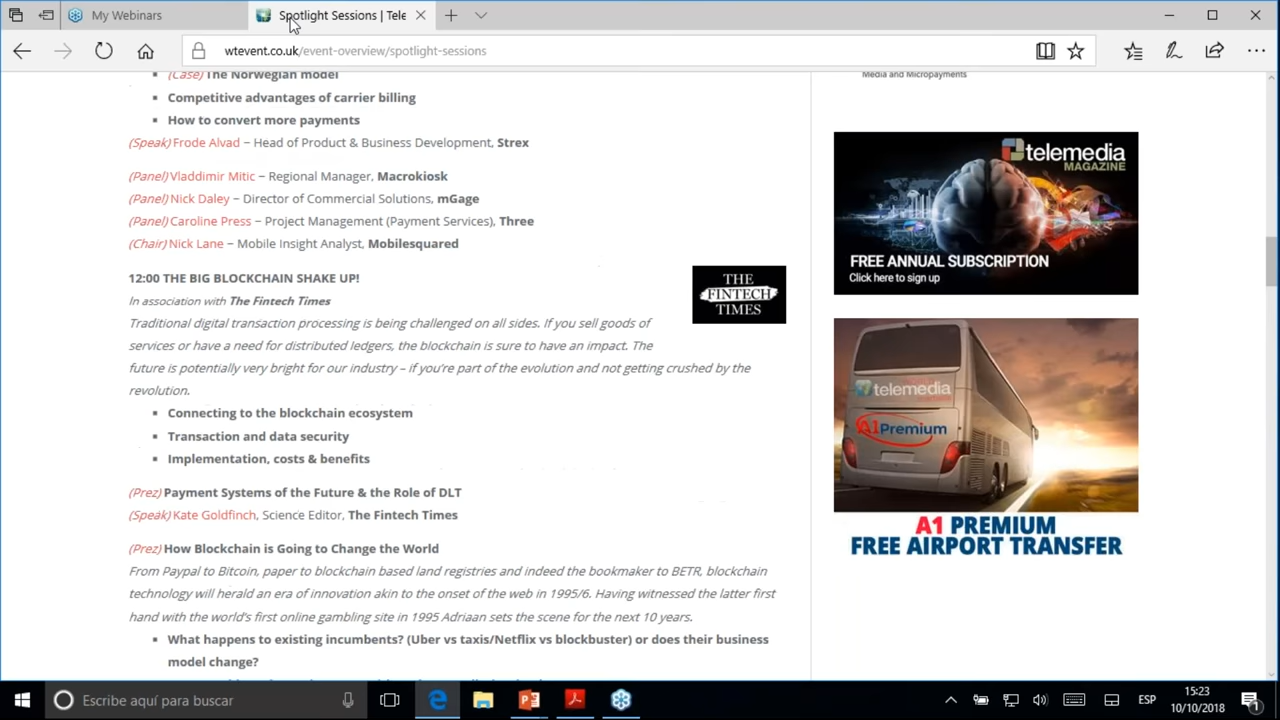 My Webinars
Spotlight Sessions | Tele
wtevent.co.uk/event-overview/spotlight-sessions
(Case) The Norwegian model
Competitive advantages of carrier billing
How to convert more payments
(Speak) Frode Alvad – Head of Product & Business Development, Strex
(Panel) Vladdimir Mitic – Regional Manager, Macrokiosk
(Panel) Nick Daley – Director of Commercial Solutions, mGage
(Panel) Caroline Press – Project Management (Payment Services), Three
(Chair) Nick Lane – Mobile Insight Analyst, Mobilesquared
12:00 THE BIG BLOCKCHAIN SHAKE UP!
In association with The Fintech Times
Traditional digital transaction processing is being challenged on all sides. If you sell goods of
services or have a need for distributed ledgers, the blockchain is sure to have an impact. The
future is potentially very bright for our industry – if you're part of the evolution and not getting crushed by the
revolution.
Connecting to the blockchain ecosystem
Transaction and data security
Implementation, costs & benefits
(Prez) Payment Systems of the Future & the Role of DLT
(Speak) Kate Goldfinch, Science Editor, The Fintech Times
(Prez) How Blockchain is Going to Change the World
From Paypal to Bitcoin, paper to blockchain based land registries and indeed the bookmaker to BETR, blockchain
technology will herald an era of innovation akin to the onset of the web in 1995/6. Having witnessed the latter first
hand with the world's first online gambling site in 1995 Adriaan sets the scene for the next 10 years.
What happens to existing incumbents? (Uber vs taxis/Netflix vs blockbuster) or does their business
model change?
THE
FINTECH
TIMES
Media and Micropayments
telemedia
MAGAZINE
FREE ANNUAL SUBSCRIPTION
Click here to sign up
telemedia
A1Premium
A1 PREMIUM
FREE AIRPORT TRANSFER
Escribe aquí para buscar
ESP
15:23
10/10/2018
1